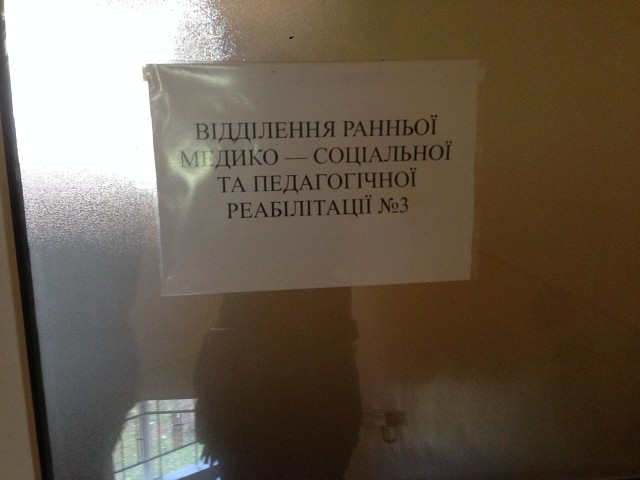 ВІДДІЛЕННЯ РАННЬОЇ
МЕДИКО — СОЦІАЛЬНОЇ
ТА ПЕДАГОГІЧНОЇ
РЕАБІЛІТАЦІЇ №3